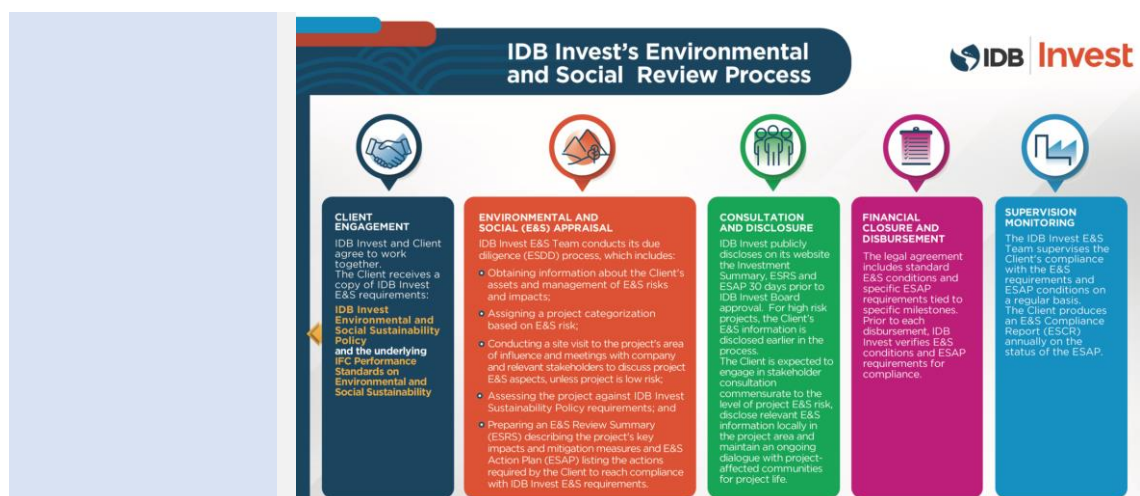 IDB Invest's Environmental
and Social Review Process
IDB Invest
CLIENT
ENGAGEMENT
IDB Invest and Client
agree to work
together.
The Client receives a
copy of IDB Invest
E&S requirements:
IDB Invest
Environmental and
Social Sustainability
Policy
and the underlying
IFC Performance
Standards on
Environmental and
Social Sustainability
ENVIRONMENTAL AND
SOCIAL (E&S) APPRAISAL
IDB Invest E&S Team conducts its due
diligence (ESDD) process, which includes:
Obtaining information about the Client's
assets and management of E&S risks
and impacts;
Assigning a project categorization
based on E&S risk;
Conducting a site visit to the project's area
of influence and meetings with company
and relevant stakeholders to discuss project
E&S aspects, unless project is low risk;
Assessing the project against IDB Invest
Sustainability Policy requirements; and
Preparing an E&S Review Summary
(ESRS) describing the project's key
impacts and mitigation measures and E&S
Action Plan (ESAP) listing the actions
required by the Client to reach compliance
with IDB Invest E&S requirements.
CONSULTATION
AND DISCLOSURE
IDB Invest publicly
discloses on its website
the Investment
Summary, ESRS and
ESAP 30 days prior to
IDB Invest Board
approval. For high risk
projects, the Client's
E&S information is
disclosed earlier in the
process.
The Client is expected to
engage in stakeholder
consultation
commensurate to the
level of project E&S risk,
disclose relevant E&S
information locally in
the project area and
maintain an ongoing
dialogue with project-
affected communities
for project life.
FINANCIAL
CLOSURE AND
DISBURSEMENT
The legal agreement
includes standard
E&S conditions and
specific ESAP
requirements tied to
specific milestones.
Prior to each
disbursement, IDB
Invest verifies E&S
conditions and ESAP
requirements for
compliance.
SUPERVISION
MONITORING
The IDB Invest E&S
Team supervises the
Client's compliance
with the E&S
requirements and
ESAP conditions on
a regular basis.
The Client produces
an E&S Compliance
Report (ESCR)
annually on the
status of the ESAP.